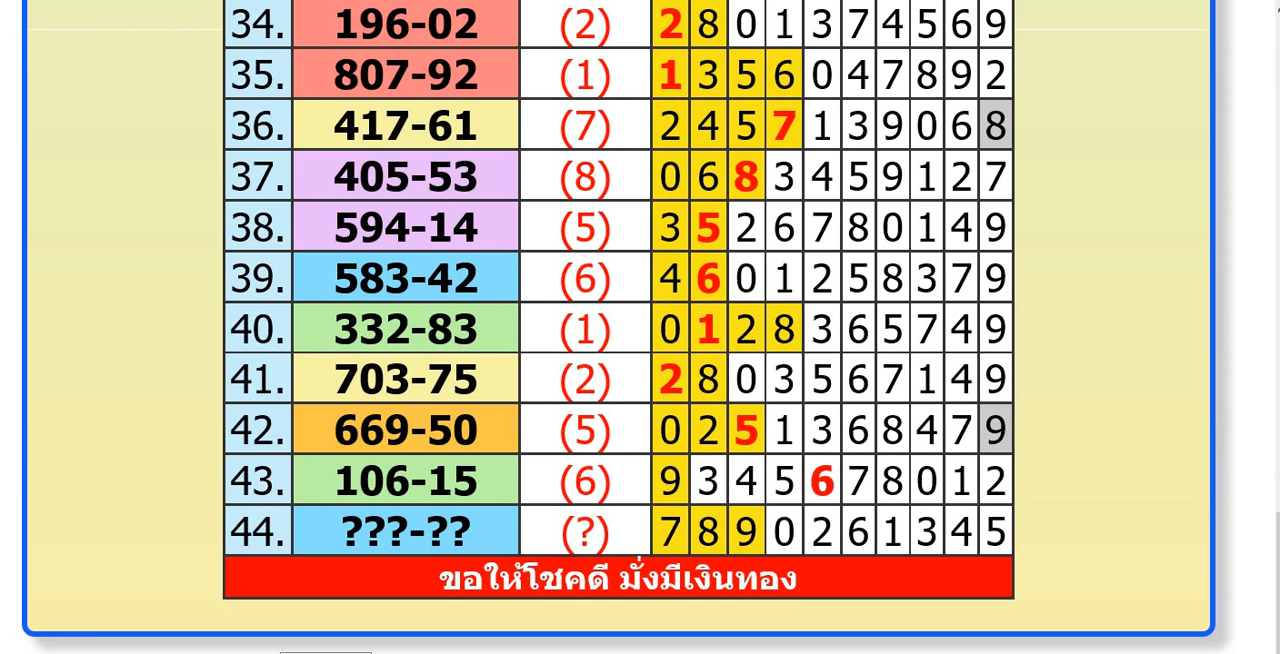 34. 196-02 (2) 2 8 0 1 3 7 4 5 6 9
35. 807-92 (1) 1 3 5 6 0 4 7 8 9 2
36. 417-61 (7) 2 4 5 7 1 3 9 0 6 8
37. 405-53 (8) 0 6 8 3 4 5 9 1 2 7
38. 594-14 (5) 3 5 2 6 7 8 0 1 4 9
39. 583-42 (6) 4 6 0 1 2 5 8 3 7 9
40. 332-83 (1) 0 1 2 8 3 6 5 7 4 9
41. 703-75 (2) 2 8 0 3 5 6 7 1 4 9
42. 669-50 (5) 0 2 5 1 3 6 8 4 7 9
43. 106-15 (6) 9 3 4 5 6 7 8 0 1 2
44. ???-?? (?) 7 8 9 0 2 6 1 3 4 5
ขอให้โชคดี มั่งมีเงินทอง